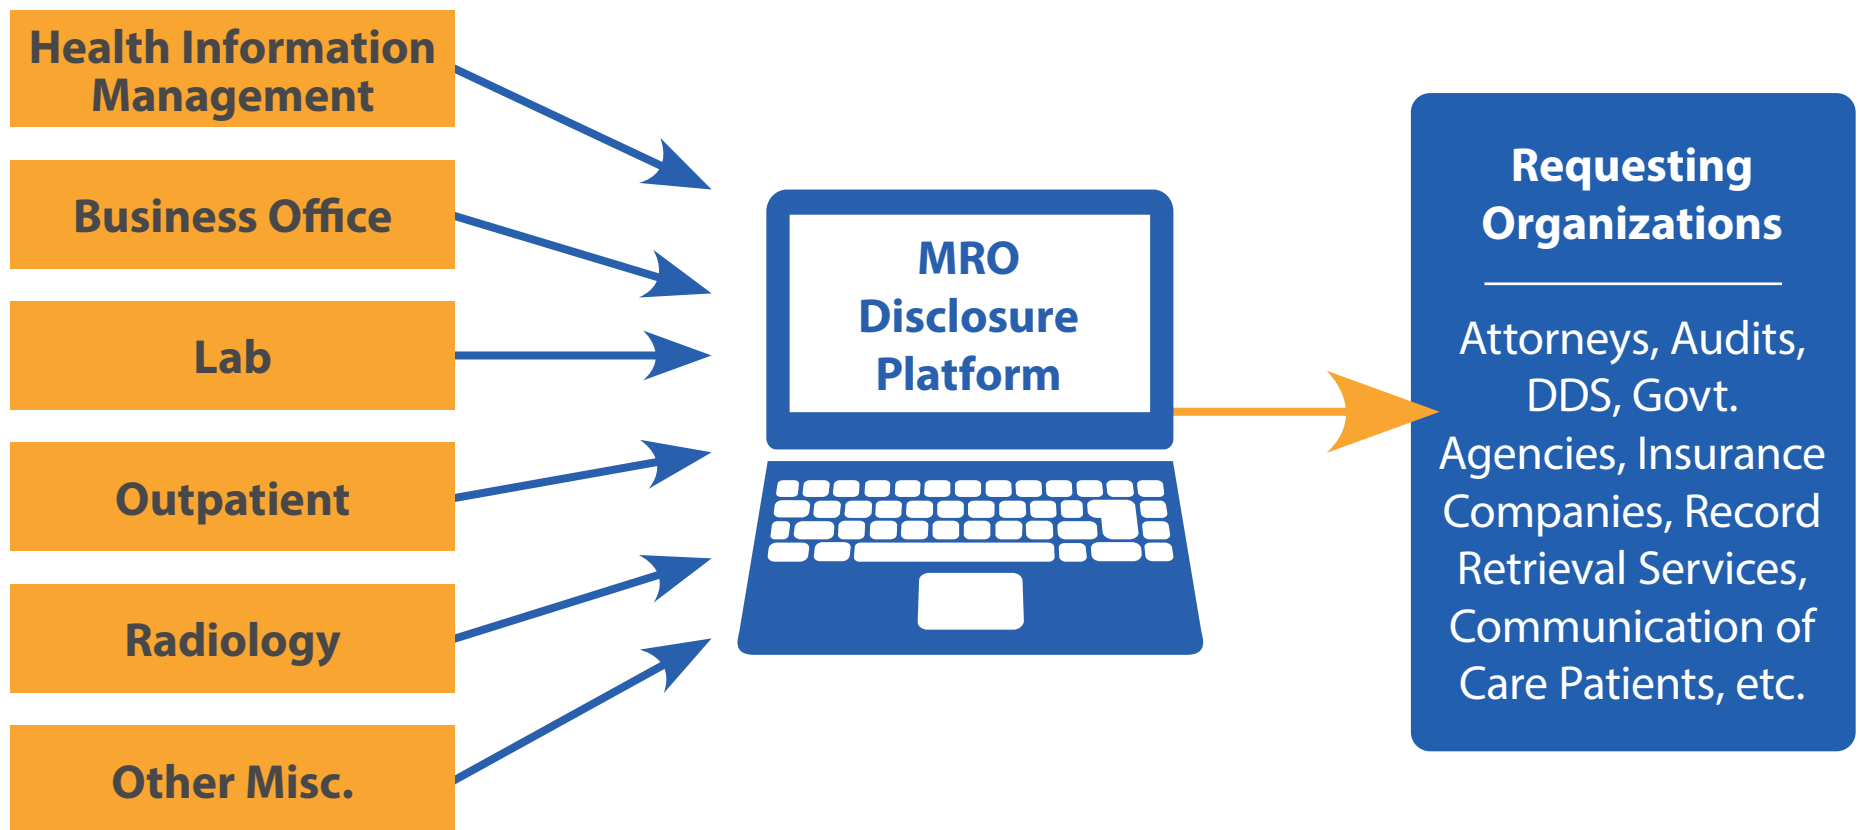 Health Information
Management
Business Office
Lab
Outpatient
Radiology
Other Misc.
MRO
Disclosure
Platform
Requesting
Organizations
Attorneys, Audits,
DDS, Govt.
Agencies, Insurance
Companies, Record
Retrieval Services,
Communication of
Care Patients, etc.